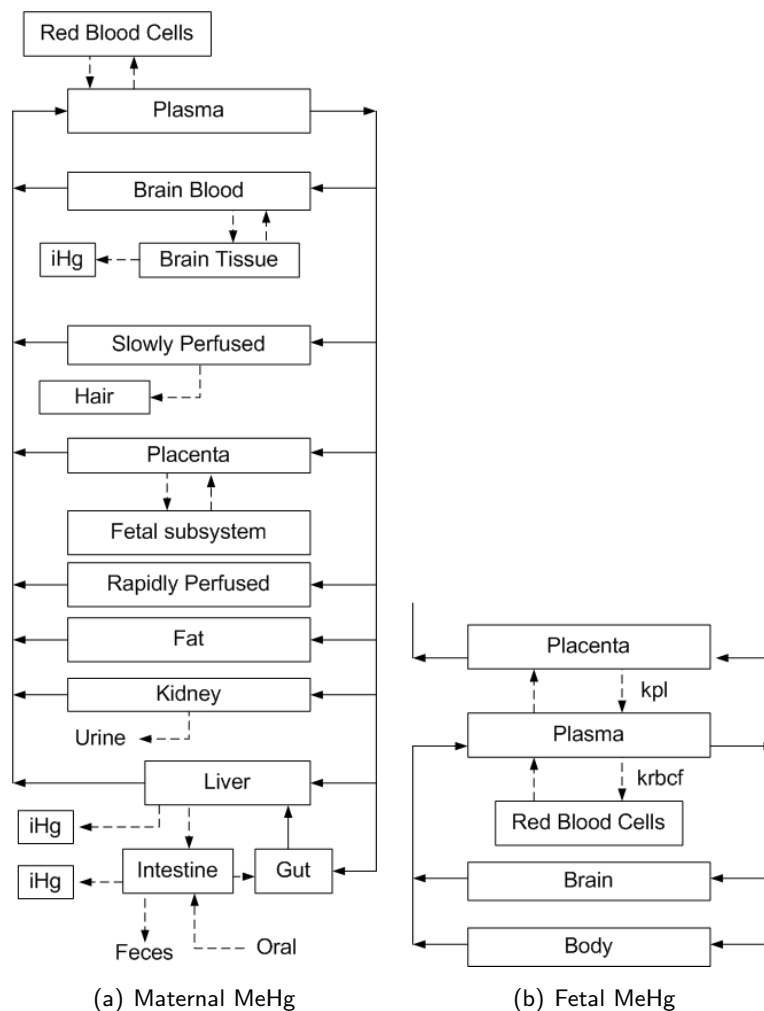 Red Blood Cells
Plasma
Brain Blood
iHg
Brain Tissue
Slowly Perfused
Hair
Placenta
Fetal subsystem
Rapidly Perfused
Fat
Kidney
Urine
Liver
iHg
iHg
Intestine
Gut
Feces
Oral
(a) Maternal MeHg
Placenta
kpl
Plasma
krbcf
Red Blood Cells
Brain
Body
(b) Fetal MeHg